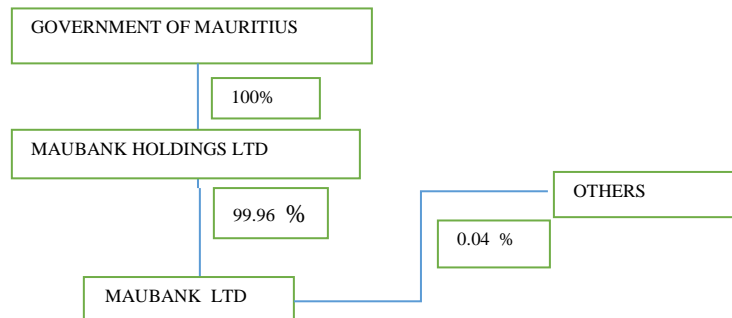 GOVERNMENT OF MAURITIUS
100%
MAUBANK HOLDINGS LTD
OTHERS
99.96 %
0.04 %
MAUBANK LTD